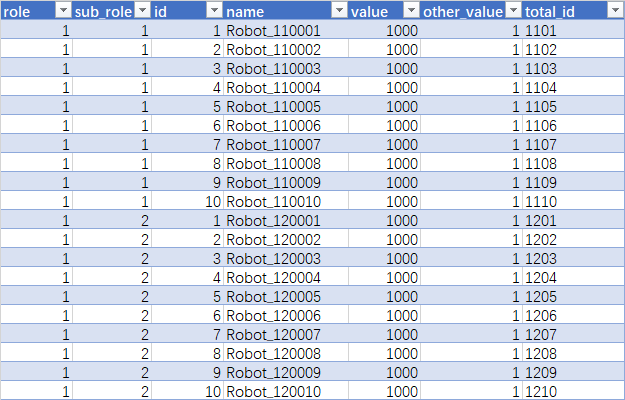 role sub_role id name value other_value total_id
1 1 1 Robot_110001 1000 1 1101
1 1 2 Robot_110002 1000 1 1102
1 1 3 Robot_110003 1000 1 1103
1 1 4 Robot_110004 1000 1 1104
1 1 5 Robot_110005 1000 1 1105
1 1 6 Robot_110006 1000 1 1106
1 1 7 Robot_110007 1000 1 1107
1 1 8 Robot_110008 1000 1 1108
1 1 9 Robot_110009 1000 1 1109
1 1 10 Robot_110010 1000 1 1110
1 2 1 Robot_120001 1000 1 1201
1 2 2 Robot_120002 1000 1 1202
1 2 3 Robot_120003 1000 1 1203
1 2 4 Robot_120004 1000 1 1204
1 2 5 Robot_120005 1000 1 1205
1 2 6 Robot_120006 1000 1 1206
1 2 7 Robot_120007 1000 1 1207
1 2 8 Robot_120008 1000 1 1208
1 2 9 Robot_120009 1000 1 1209
1 2 10 Robot_120010 1000 1 1210